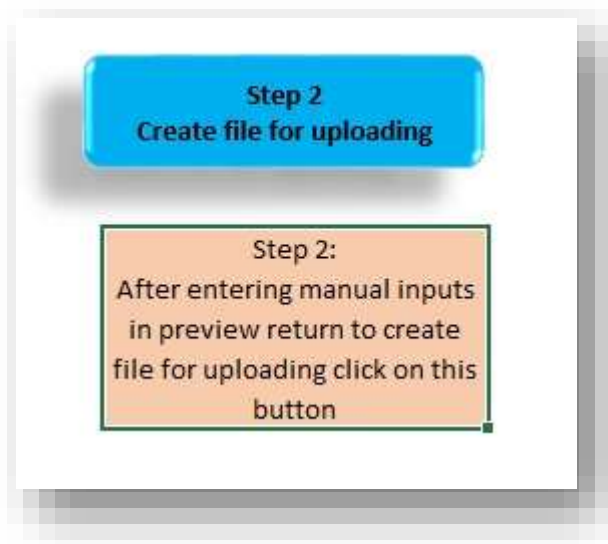 Step 2
Create file for uploading
Step 2:
After entering manual inputs
in preview return to create
file for uploading click on this
button